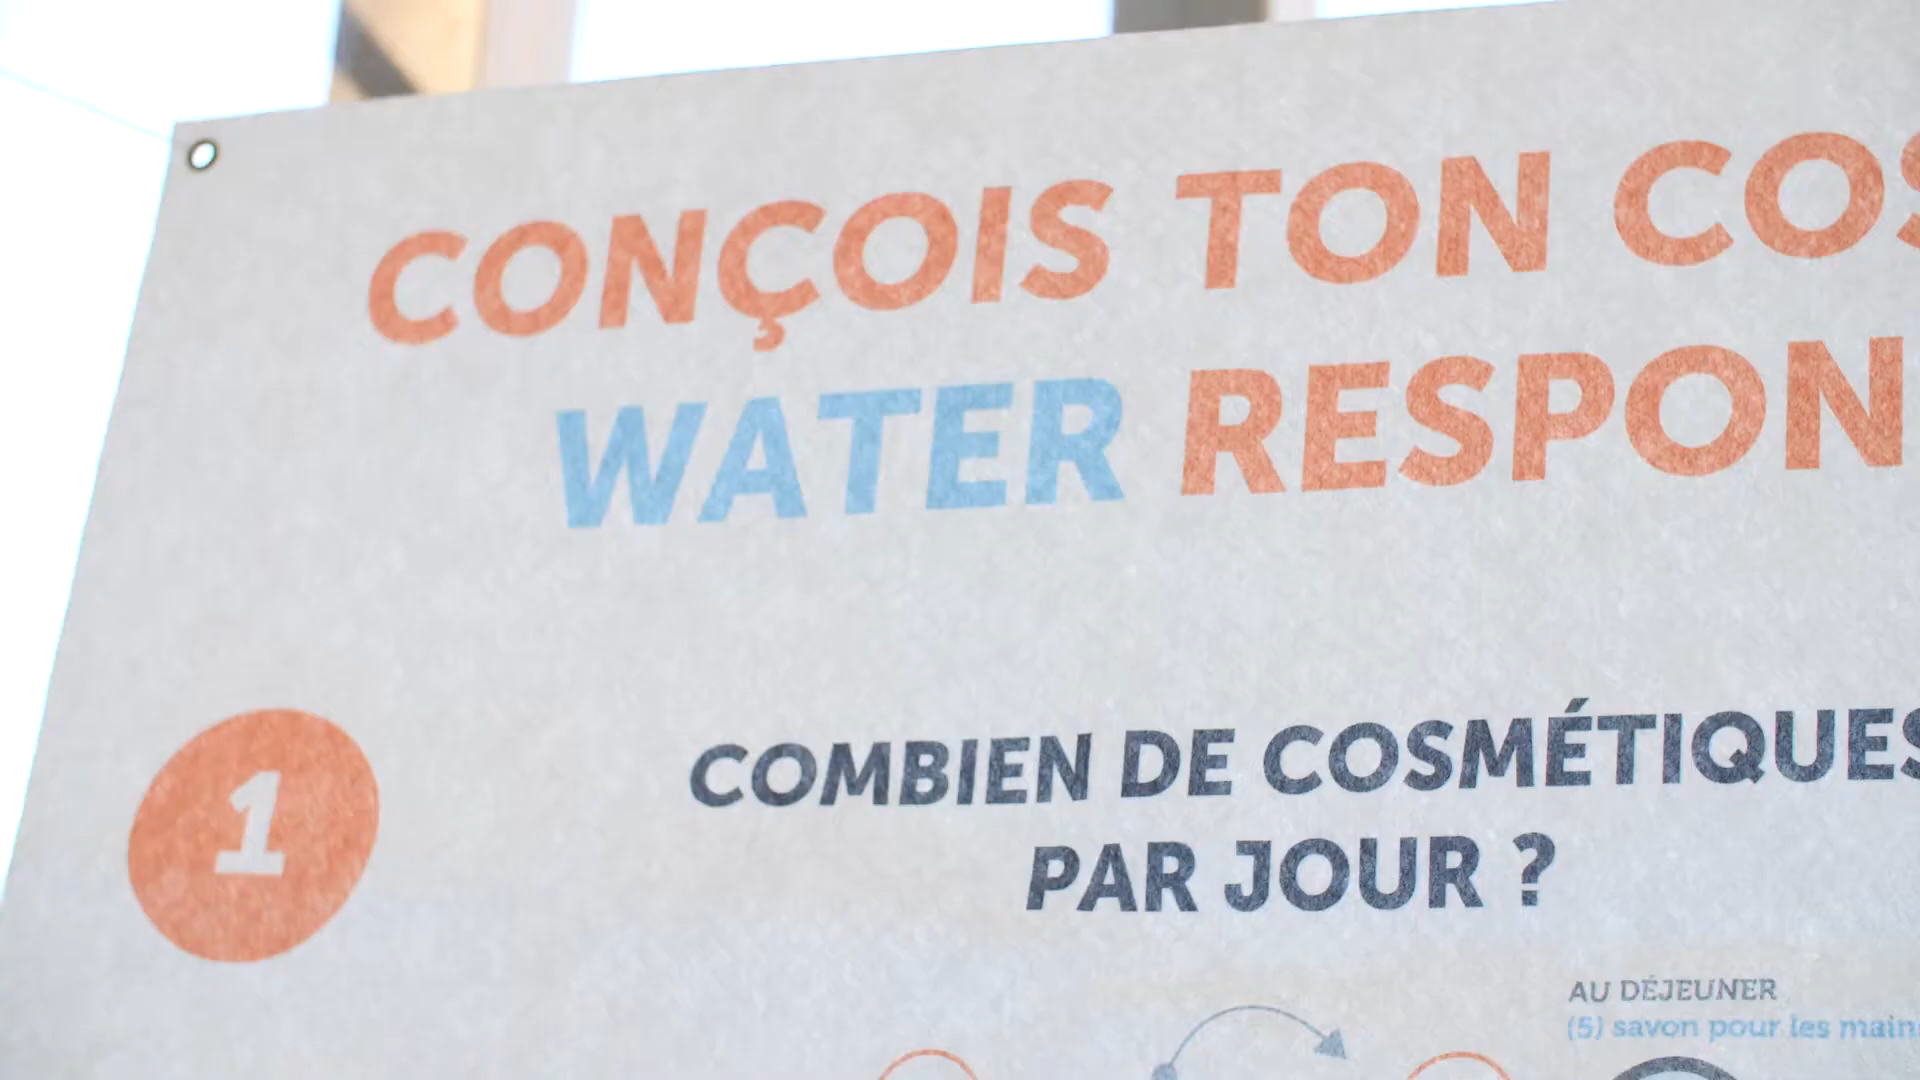 CONÇOIS TON COS
WATER RESPON
1
COMBIEN DE COSMÉTIQUES
PAR JOUR ?
AU DÉJEUNER
(5) savon pour les main